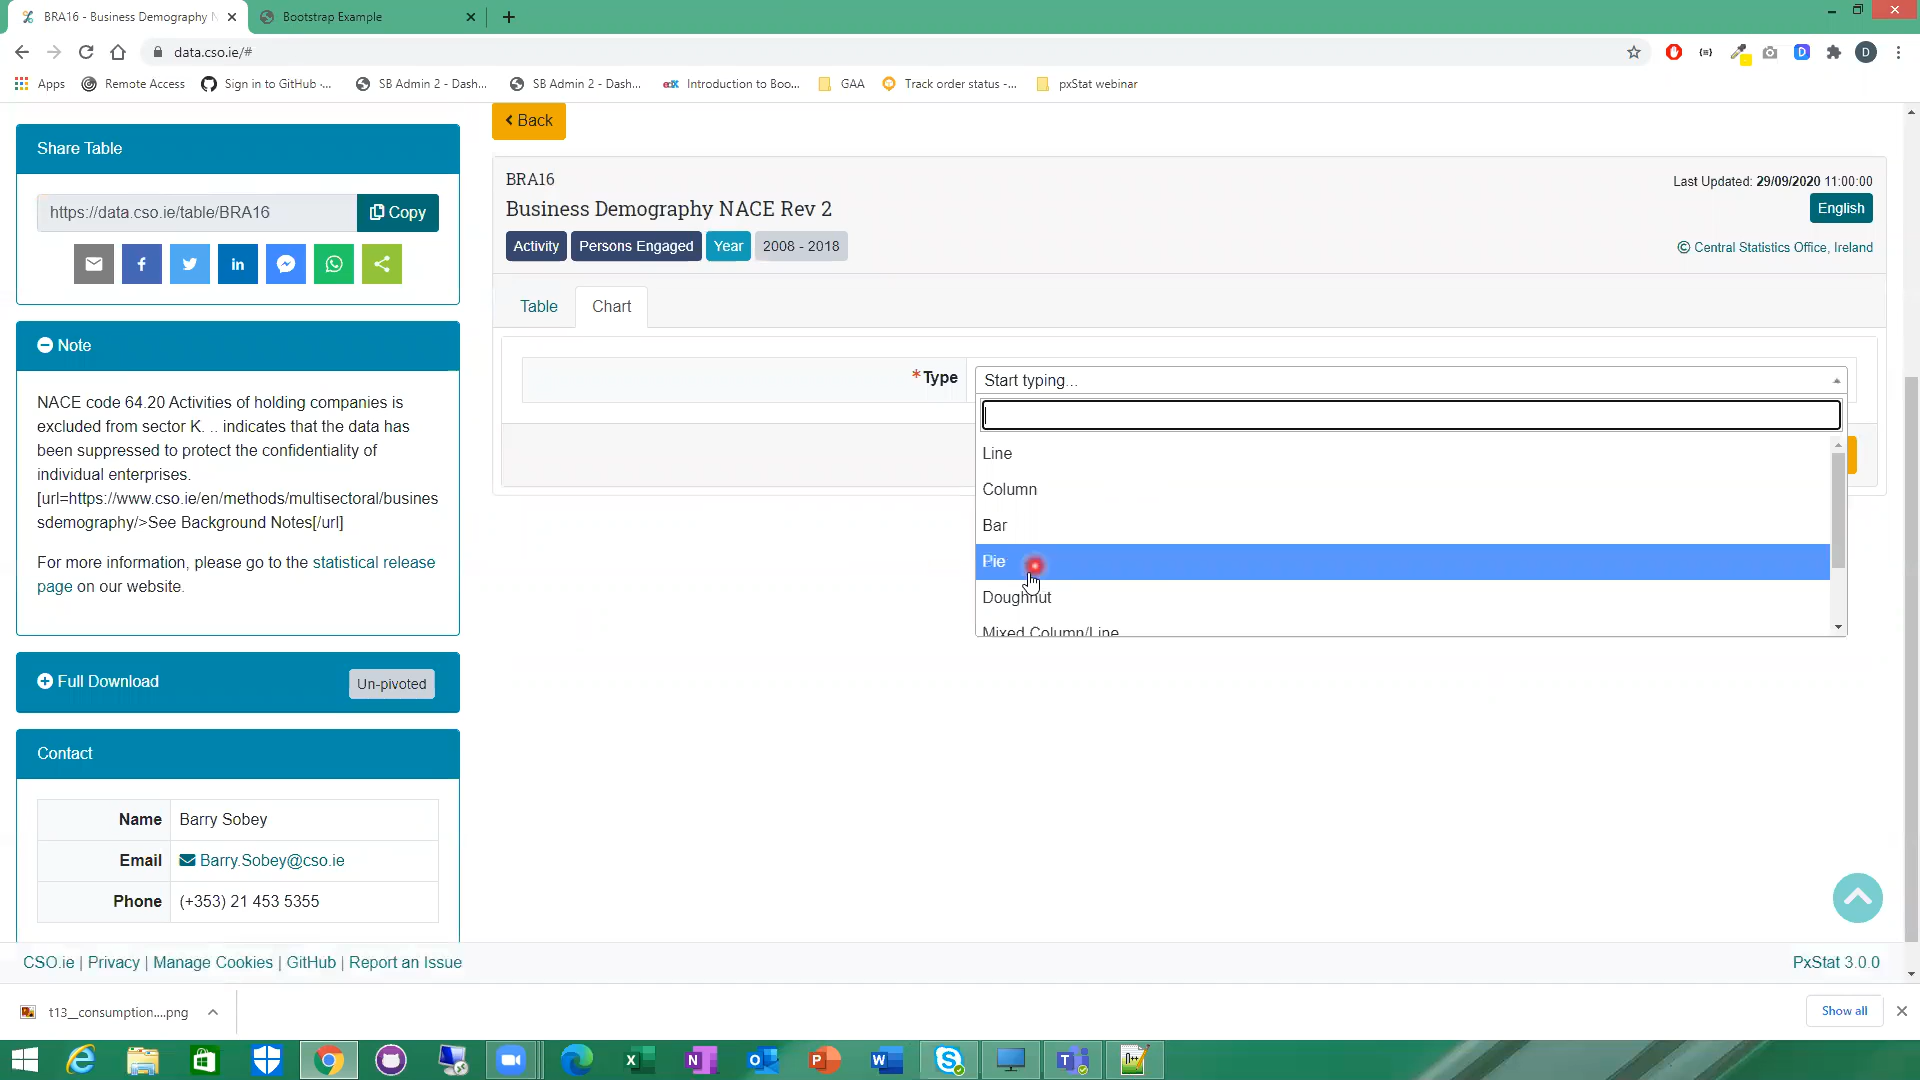 BRA16 - Business Demography N
Bootstrap Example
data.cso.ie/#
Apps
Remote Access
Sign in to GitHub ·...
SB Admin 2 - Dash...
SB Admin 2 - Dash...
edX
Introduction to Boo...
GAA
Track order status -...
pxStat webinar
Back
Share Table
https://data.cso.ie/table/BRA16
Copy
Note
NACE code 64.20 Activities of holding companies is
excluded from sector K. .. indicates that the data has
been suppressed to protect the confidentiality of
individual enterprises.
[url=https://www.cso.ie/en/methods/multisectoral/busines
sdemography/>See Background Notes[/url]
For more information, please go to the statistical release
page on our website.
Full Download
Un-pivoted
Contact
Name Barry Sobey
Email Barry.Sobey@cso.ie
Phone (+353) 21 453 5355
BRA16
Business Demography NACE Rev 2
Activity
Persons Engaged
Year
2008 - 2018
Last Updated: 29/09/2020 11:00:00
English
© Central Statistics Office, Ireland
Table
Chart
*Type
Start typing...
Line
Column
Bar
Pie
Doughnut
Mixed Column/Line
CSO.ie | Privacy | Manage Cookies | GitHub | Report an Issue
PxStat 3.0.0
t13__consumption....png
Show all